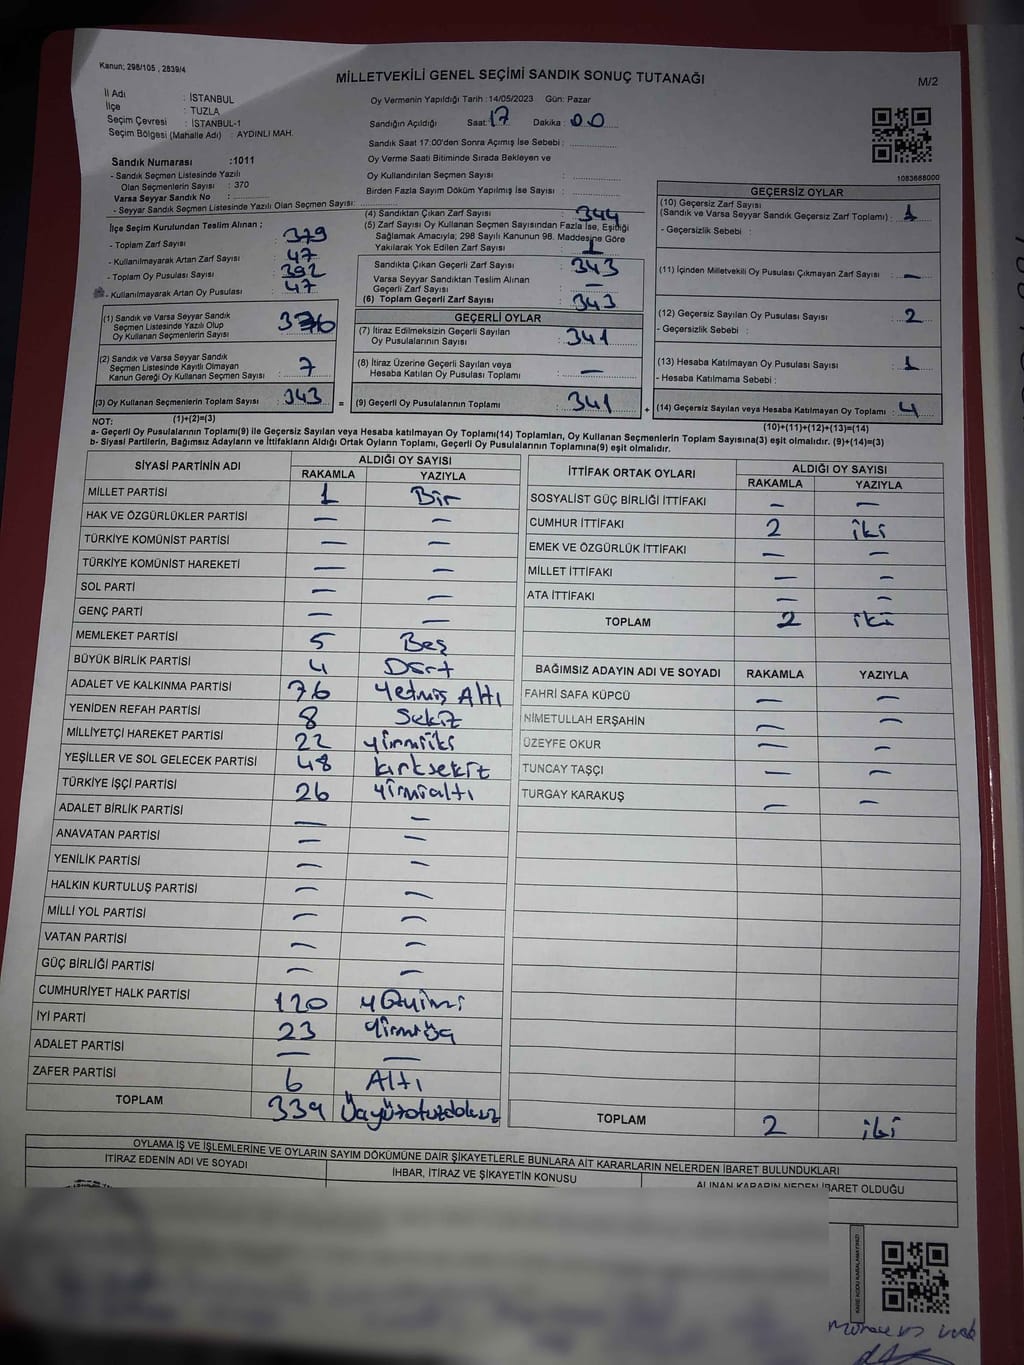 Kanun; 298/105 , 2839/4
MİLLETVEKİLİ GENEL SEÇİMİ SANDIK SONUÇ TUTANAĞI
M/2
İl Adı : İSTANBUL
İlçe : TUZLA
Seçim Çevresi : İSTANBUL-1
Seçim Bölgesi (Mahalle Adı) : AYDINLI MAH.
Oy Vermenin Yapıldığı Tarih :14/05/2023 Gün: Pazar
Sandığın Açıldığı Saat: 17 Dakika : 00
Sandık Saat 17:00'den Sonra Açılmış İse Sebebi :
Oy Verme Saati Bitiminde Sırada Bekleyen ve
Oy Kullandırılan Seçmen Sayısı :
Birden Fazla Sayım Döküm Yapılmış İse Sayısı :
Sandık Numarası :1011
- Sandık Seçmen Listesinde Yazılı
Olan Seçmenlerin Sayısı : 370
Varsa Seyyar Sandık No :
- Seyyar Sandık Seçmen Listesinde Yazılı Olan Seçmen Sayısı:
1083668000
İlçe Seçim Kurulundan Teslim Alınan ;
- Toplam Zarf Sayısı : 379
- Kullanılmayarak Artan Zarf Sayısı : 47
- Toplam Oy Pusulası Sayısı : 392
- Kullanılmayarak Artan Oy Pusulası : 47
(1) Sandık ve Varsa Seyyar Sandık
Seçmen Listesinde Yazılı Olup
Oy Kullanan Seçmenlerin Sayısı :
(2) Sandık ve Varsa Seyyar Sandık
Seçmen Listesinde Kayıtlı Olmayan
Kanun Gereği Oy Kullanan Seçmen Sayısı : 7
(3) Oy Kullanan Seçmenlerin Toplam Sayısı : 343 =
(1)+(2)=(3)
(4) Sandıktan Çıkan Zarf Sayısı : 344
(5) Zarf Sayısı Oy Kullanan Seçmen Sayısından Fazla İse, Eşitliği
Sağlamak Amacıyla; 298 Sayılı Kanunun 98. Maddesine Göre
Yakılarak Yok Edilen Zarf Sayısı : 1
Sandıkta Çıkan Geçerli Zarf Sayısı : 343
Varsa Seyyar Sandıktan Teslim Alınan
Geçerli Zarf Sayısı : —
(6) Toplam Geçerli Zarf Sayısı : 343
GEÇERLİ OYLAR
(7) İtiraz Edilmeksizin Geçerli Sayılan
Oy Pusulalarının Sayısı : 341
(8) İtiraz Üzerine Geçerli Sayılan veya
Hesaba Katılan Oy Pusulası Toplamı : —
(9) Geçerli Oy Pusulalarının Toplamı : 341 +
GEÇERSİZ OYLAR
(10) Geçersiz Zarf Sayısı
(Sandık ve Varsa Seyyar Sandık Geçersiz Zarf Toplamı) : 1
- Geçersizlik Sebebi :
(11) İçinden Milletvekili Oy Pusulası Çıkmayan Zarf Sayısı : —
(12) Geçersiz Sayılan Oy Pusulası Sayısı : 2
- Geçersizlik Sebebi :
(13) Hesaba Katılmayan Oy Pusulası Sayısı : 1
- Hesaba Katılmama Sebebi :
(14) Geçersiz Sayılan veya Hesaba Katılmayan Oy Pusulası Toplamı : 4
(10)+(11)+(12)+(13)=(14)
NOT:
a- Geçerli Oy Pusulalarının Toplamı(9) ile Geçersiz Sayılan veya Hesaba katılmayan Oy Toplamı(14) Toplamları, Oy Kullanan Seçmenlerin Toplam Sayısına(3) eşit olmalıdır. (9)+(14)=(3)
b- Siyasi Partilerin, Bağımsız Adayların ve İttifakların Aldığı Ortak Oyların Toplamı, Geçerli Oy Pusulalarının Toplamına(9) eşit olmalıdır.
SİYASİ PARTİNİN ADI ALDIĞI OY SAYISI
RAKAMLA YAZIYLA
MİLLET PARTİSİ 1 Bir
HAK VE ÖZGÜRLÜKLER PARTİSİ — —
TÜRKİYE KOMÜNİST PARTİSİ — —
TÜRKİYE KOMÜNİST HAREKETİ — —
SOL PARTİ — —
GENÇ PARTİ — —
MEMLEKET PARTİSİ 5 Beş
BÜYÜK BİRLİK PARTİSİ 4 Dört
ADALET VE KALKINMA PARTİSİ 76 Yetmiş Altı
YENİDEN REFAH PARTİSİ 8 Sekiz
MİLLİYETÇİ HAREKET PARTİSİ 22 yirmiiki
YEŞİLLER VE SOL GELECEK PARTİSİ 48 kırksekiz
TÜRKİYE İŞÇİ PARTİSİ 26 yirmialtı
ADALET BİRLİK PARTİSİ — —
ANAVATAN PARTİSİ — —
YENİLİK PARTİSİ — —
HALKIN KURTULUŞ PARTİSİ — —
MİLLİ YOL PARTİSİ — —
VATAN PARTİSİ — —
GÜÇ BİRLİĞİ PARTİSİ — —
CUMHURİYET HALK PARTİSİ 120
İYİ PARTİ 23 yirmiüç
ADALET PARTİSİ — —
ZAFER PARTİSİ 6 Altı
TOPLAM 339 Üçyüzotuzdokuz
İTTİFAK ORTAK OYLARI ALDIĞI OY SAYISI
RAKAMLA YAZIYLA
SOSYALİST GÜÇ BİRLİĞİ İTTİFAKI — —
CUMHUR İTTİFAKI 2 iki
EMEK VE ÖZGÜRLÜK İTTİFAKI — —
MİLLET İTTİFAKI — —
ATA İTTİFAKI — —
TOPLAM 2 iki
BAĞIMSIZ ADAYIN ADI VE SOYADI RAKAMLA YAZIYLA
FAHRİ SAFA KÜPCÜ — —
NİMETULLAH ERŞAHİN — —
ÜZEYFE OKUR — —
TUNCAY TAŞÇI — —
TURGAY KARAKUŞ — —
TOPLAM 2 iki
OYLAMA İŞ VE İŞLEMLERİNE VE OYLARIN SAYIM DÖKÜMÜNE DAİR ŞİKAYETLERLE BUNLARA AİT KARARLARIN NELERDEN İBARET BULUNDUKLARI
İTİRAZ EDENİN ADI VE SOYADI İHBAR, İTİRAZ VE ŞİKAYETİN KONUSU ALINAN KARARIN NEDEN İBARET OLDUĞU